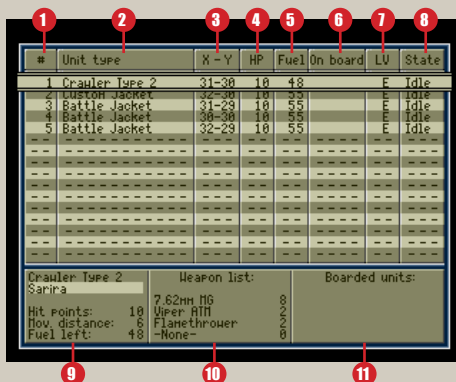 1 2 3 4 5 6 7 8
# Unit type X-Y HP Fuel On board LV State
1 Crawler Type 2 31-30 10 48 E Idle
2 Custom Jacket 32-30 10 55 E Idle
3 Battle Jacket 31-29 10 55 E Idle
4 Battle Jacket 30-30 10 55 E Idle
5 Battle Jacket 32-29 10 55 E Idle
-- -- -- -- -- -- -- -- -- -- -- -- --
-- -- -- -- -- -- -- -- -- -- -- -- --
-- -- -- -- -- -- -- -- -- -- -- -- --
-- -- -- -- -- -- -- -- -- -- -- -- --
-- -- -- -- -- -- -- -- -- -- -- -- --
-- -- -- -- -- -- -- -- -- -- -- -- --
-- -- -- -- -- -- -- -- -- -- -- -- --
-- -- -- -- -- -- -- -- -- -- -- -- --
Crawler Type 2
Sarira
Hit points: 10
Mov. distance: 6
Fuel left: 48
Weapon list:
7.62mm MG 8
Viper ATM 2
Flamethrower 2
-None- 0
Boarded units:
9 10 11